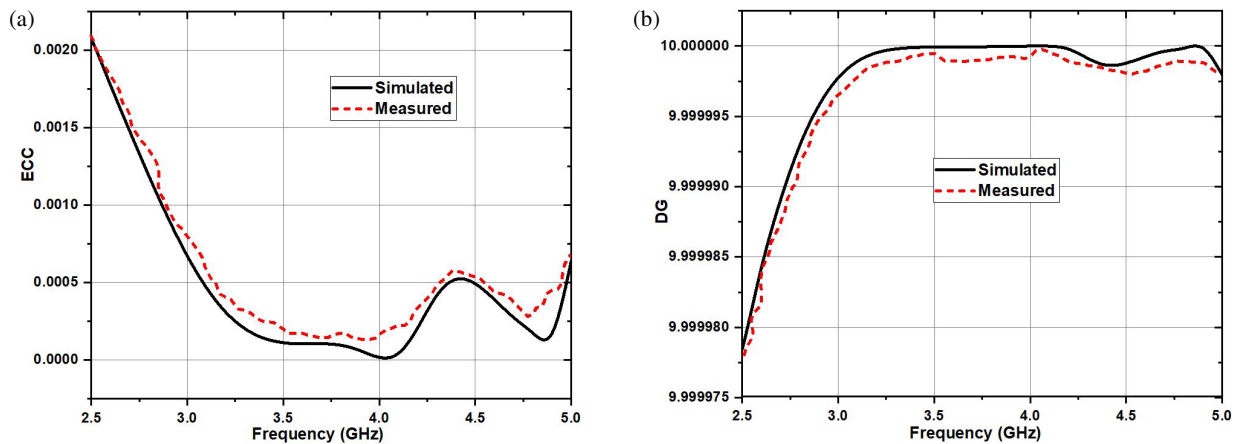 (a)
0.0020
0.0015
0.0010
0.0005
0.0000
ECC
Simulated
Measured
2.5 3.0 3.5 4.0 4.5 5.0
Frequency (GHz)
(b)
10.000000
9.999995
9.999990
9.999985
9.999980
9.999975
DG
Simulated
Measured
2.5 3.0 3.5 4.0 4.5 5.0
Frequency (GHz)